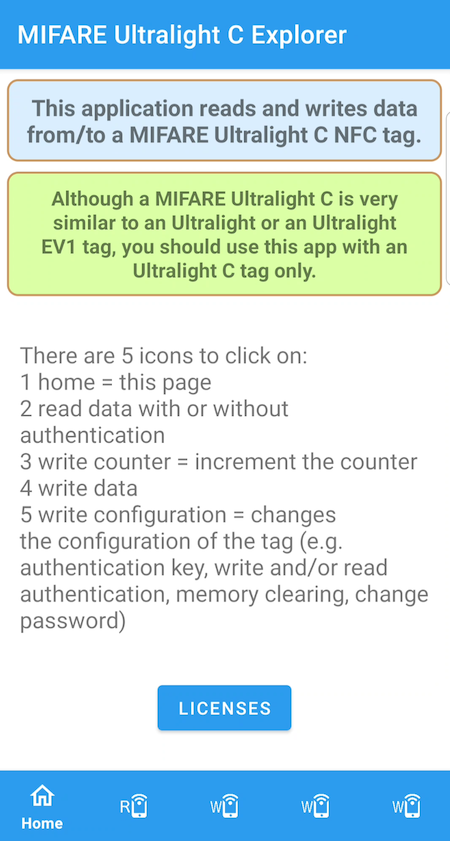 MIFARE Ultralight C Explorer
This application reads and writes data
from/to a MIFARE Ultralight C NFC tag.
Although a MIFARE Ultralight C is very
similar to an Ultralight or an Ultralight
EV1 tag, you should use this app with an
Ultralight C tag only.
There are 5 icons to click on:
1 home = this page
2 read data with or without
authentication
3 write counter = increment the counter
4 write data
5 write configuration = changes
the configuration of the tag (e.g.
authentication key, write and/or read
authentication, memory clearing, change
password)
LICENSES
R W W W
Home